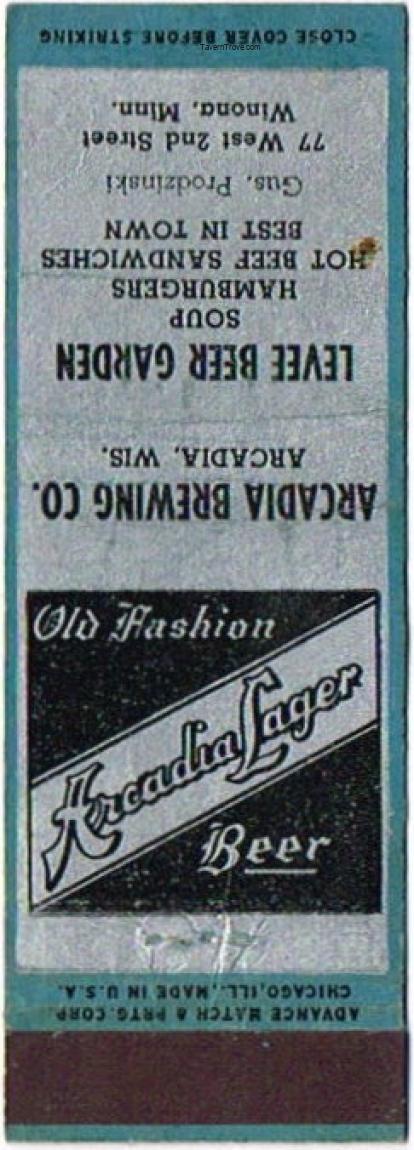 CLOSE COVER BEFORE STRIKING
TavernTrove.com
LEVEE BEER GARDEN
SOUP
HAMBURGERS
HOT BEEF SANDWICHES
BEST IN TOWN
Gus. Prodzinski
77 West 2nd Street
Winona, Minn.
ARCADIA BREWING CO.
ARCADIA, WIS.
Old Fashion
Arcadia Lager
Beer
ADVANCE MATCH & PRTG. CORP.
CHICAGO, ILL., MADE IN U.S.A.